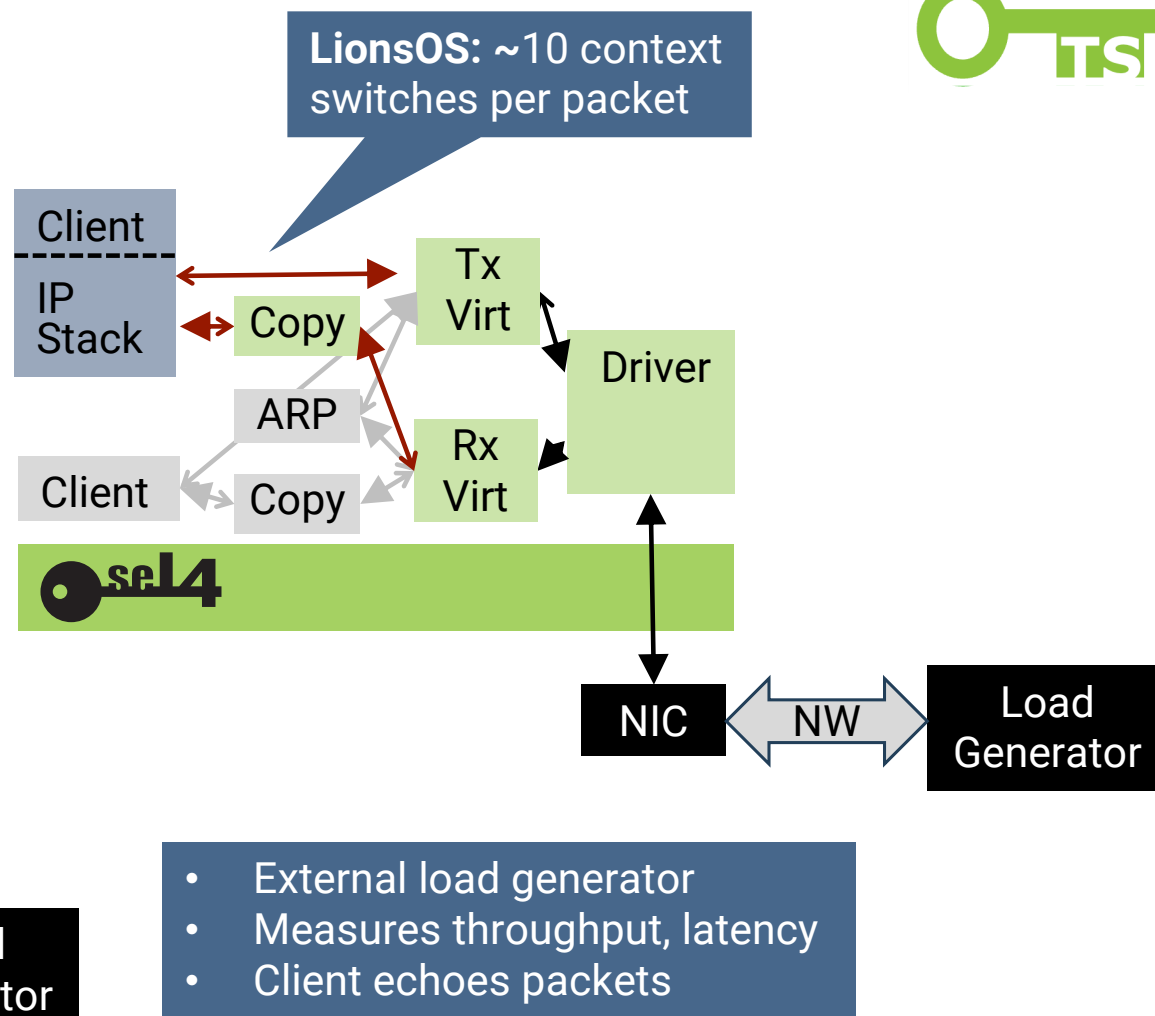 LionsOS: ~10 context
switches per packet
TS
Client
IP
Stack
Copy
Tx
Virt
Driver
ARP
Rx
Virt
Client
Copy
seL4
NIC
NW
Load
Generator
• External load generator
• Measures throughput, latency
• Client echoes packets
tor